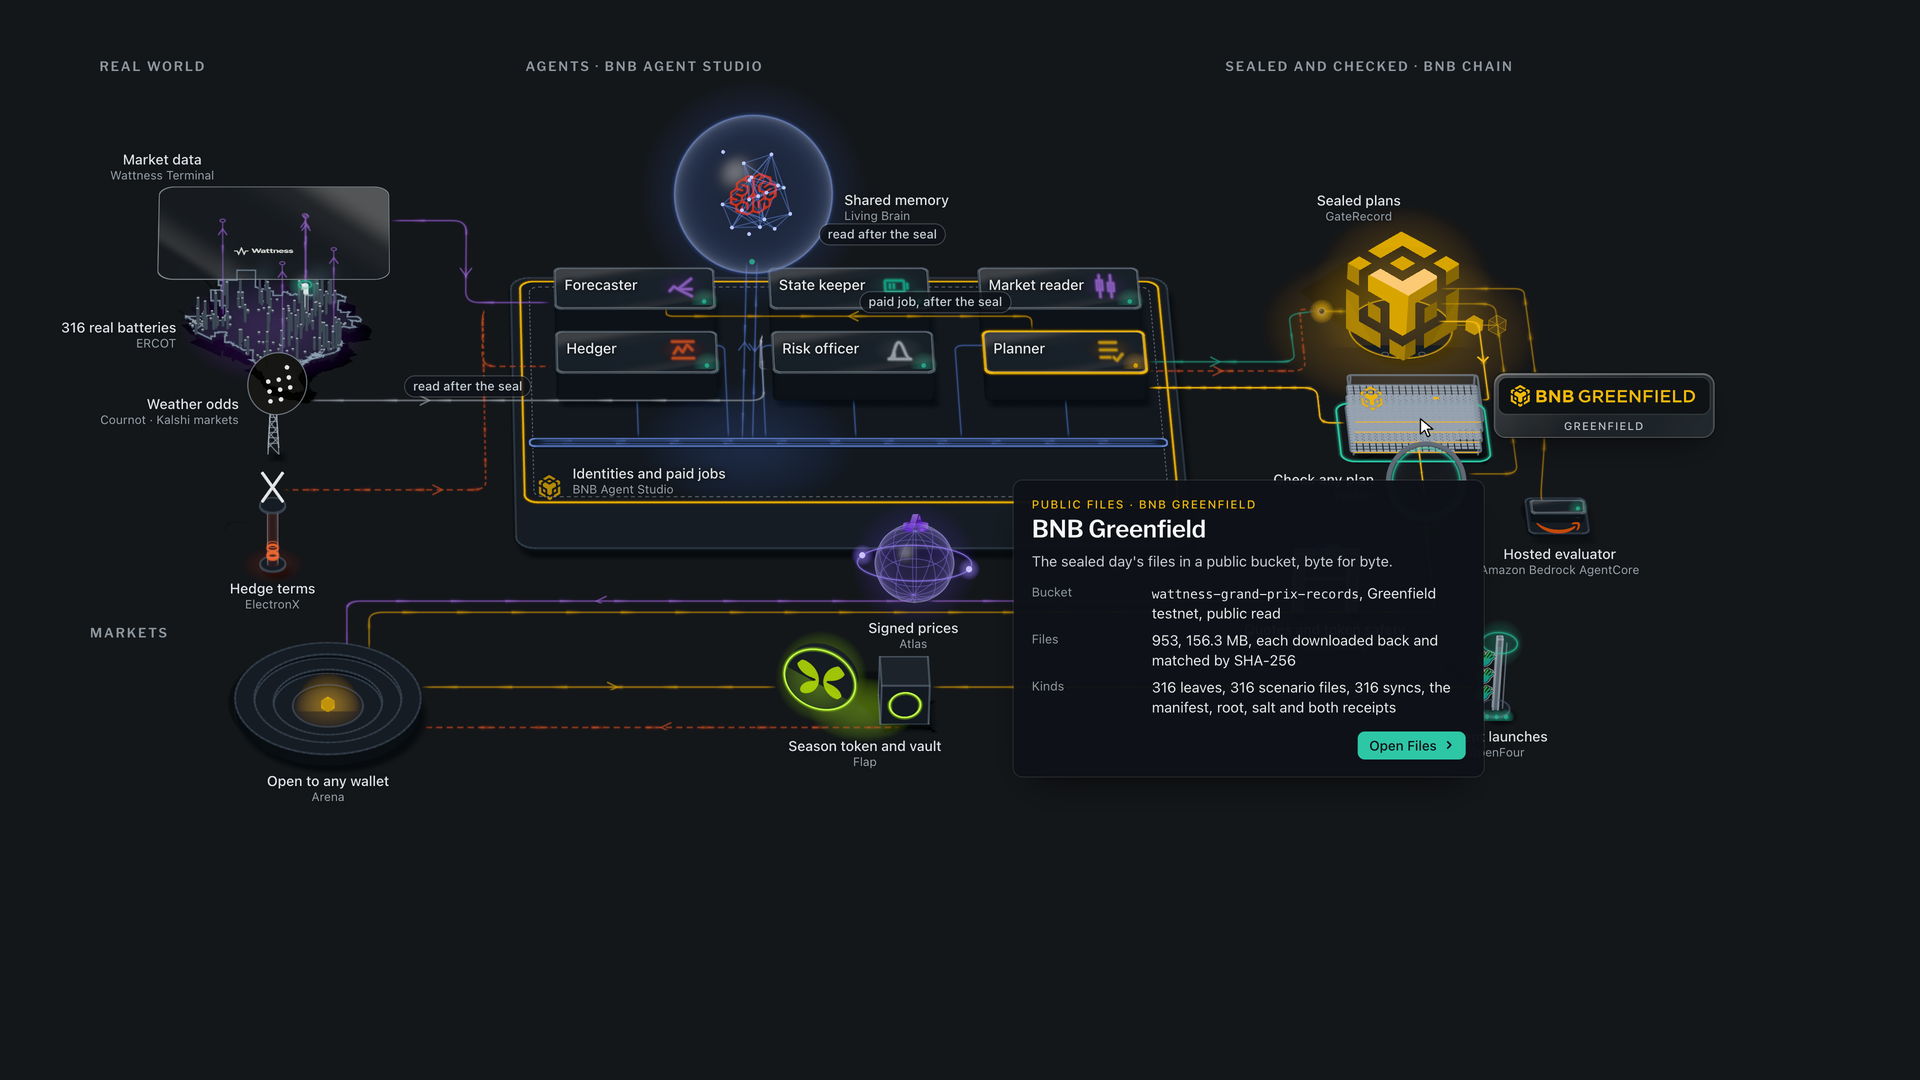 REAL WORLD
AGENTS · BNB AGENT STUDIO
SEALED AND CHECKED · BNB CHAIN
Market data
Wattness Terminal
Wattness
316 real batteries
ERCOT
Weather odds
Cournot · Kalshi markets
read after the seal
Hedge terms
ElectronX
Shared memory
Living Brain
read after the seal
Forecaster
State keeper
Market reader
paid job, after the seal
Hedger
Risk officer
Planner
Identities and paid jobs
BNB Agent Studio
Sealed plans
GateRecord
BNB GREENFIELD
GREENFIELD
Check any plan
Hosted evaluator
Amazon Bedrock AgentCore
PUBLIC FILES · BNB GREENFIELD
BNB Greenfield
The sealed day's files in a public bucket, byte for byte.
Bucket
wattness-grand-prix-records, Greenfield
testnet, public read
Files
953, 156.3 MB, each downloaded back and
matched by SHA-256
Kinds
316 leaves, 316 scenario files, 316 syncs, the
manifest, root, salt and both receipts
Open Files
launches
MARKETS
Signed prices
Atlas
Open to any wallet
Arena
Season token and vault
Flap